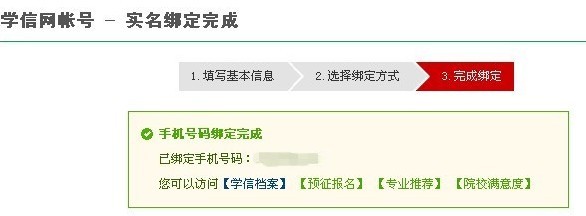 学信网帐号 － 实名绑定完成
1. 填写基本信息 2. 选择绑定方式 3. 完成绑定
手机号码绑定完成
已绑定手机号码：
您可以访问【学信档案】 【预征报名】 【专业推荐】 【院校满意度】